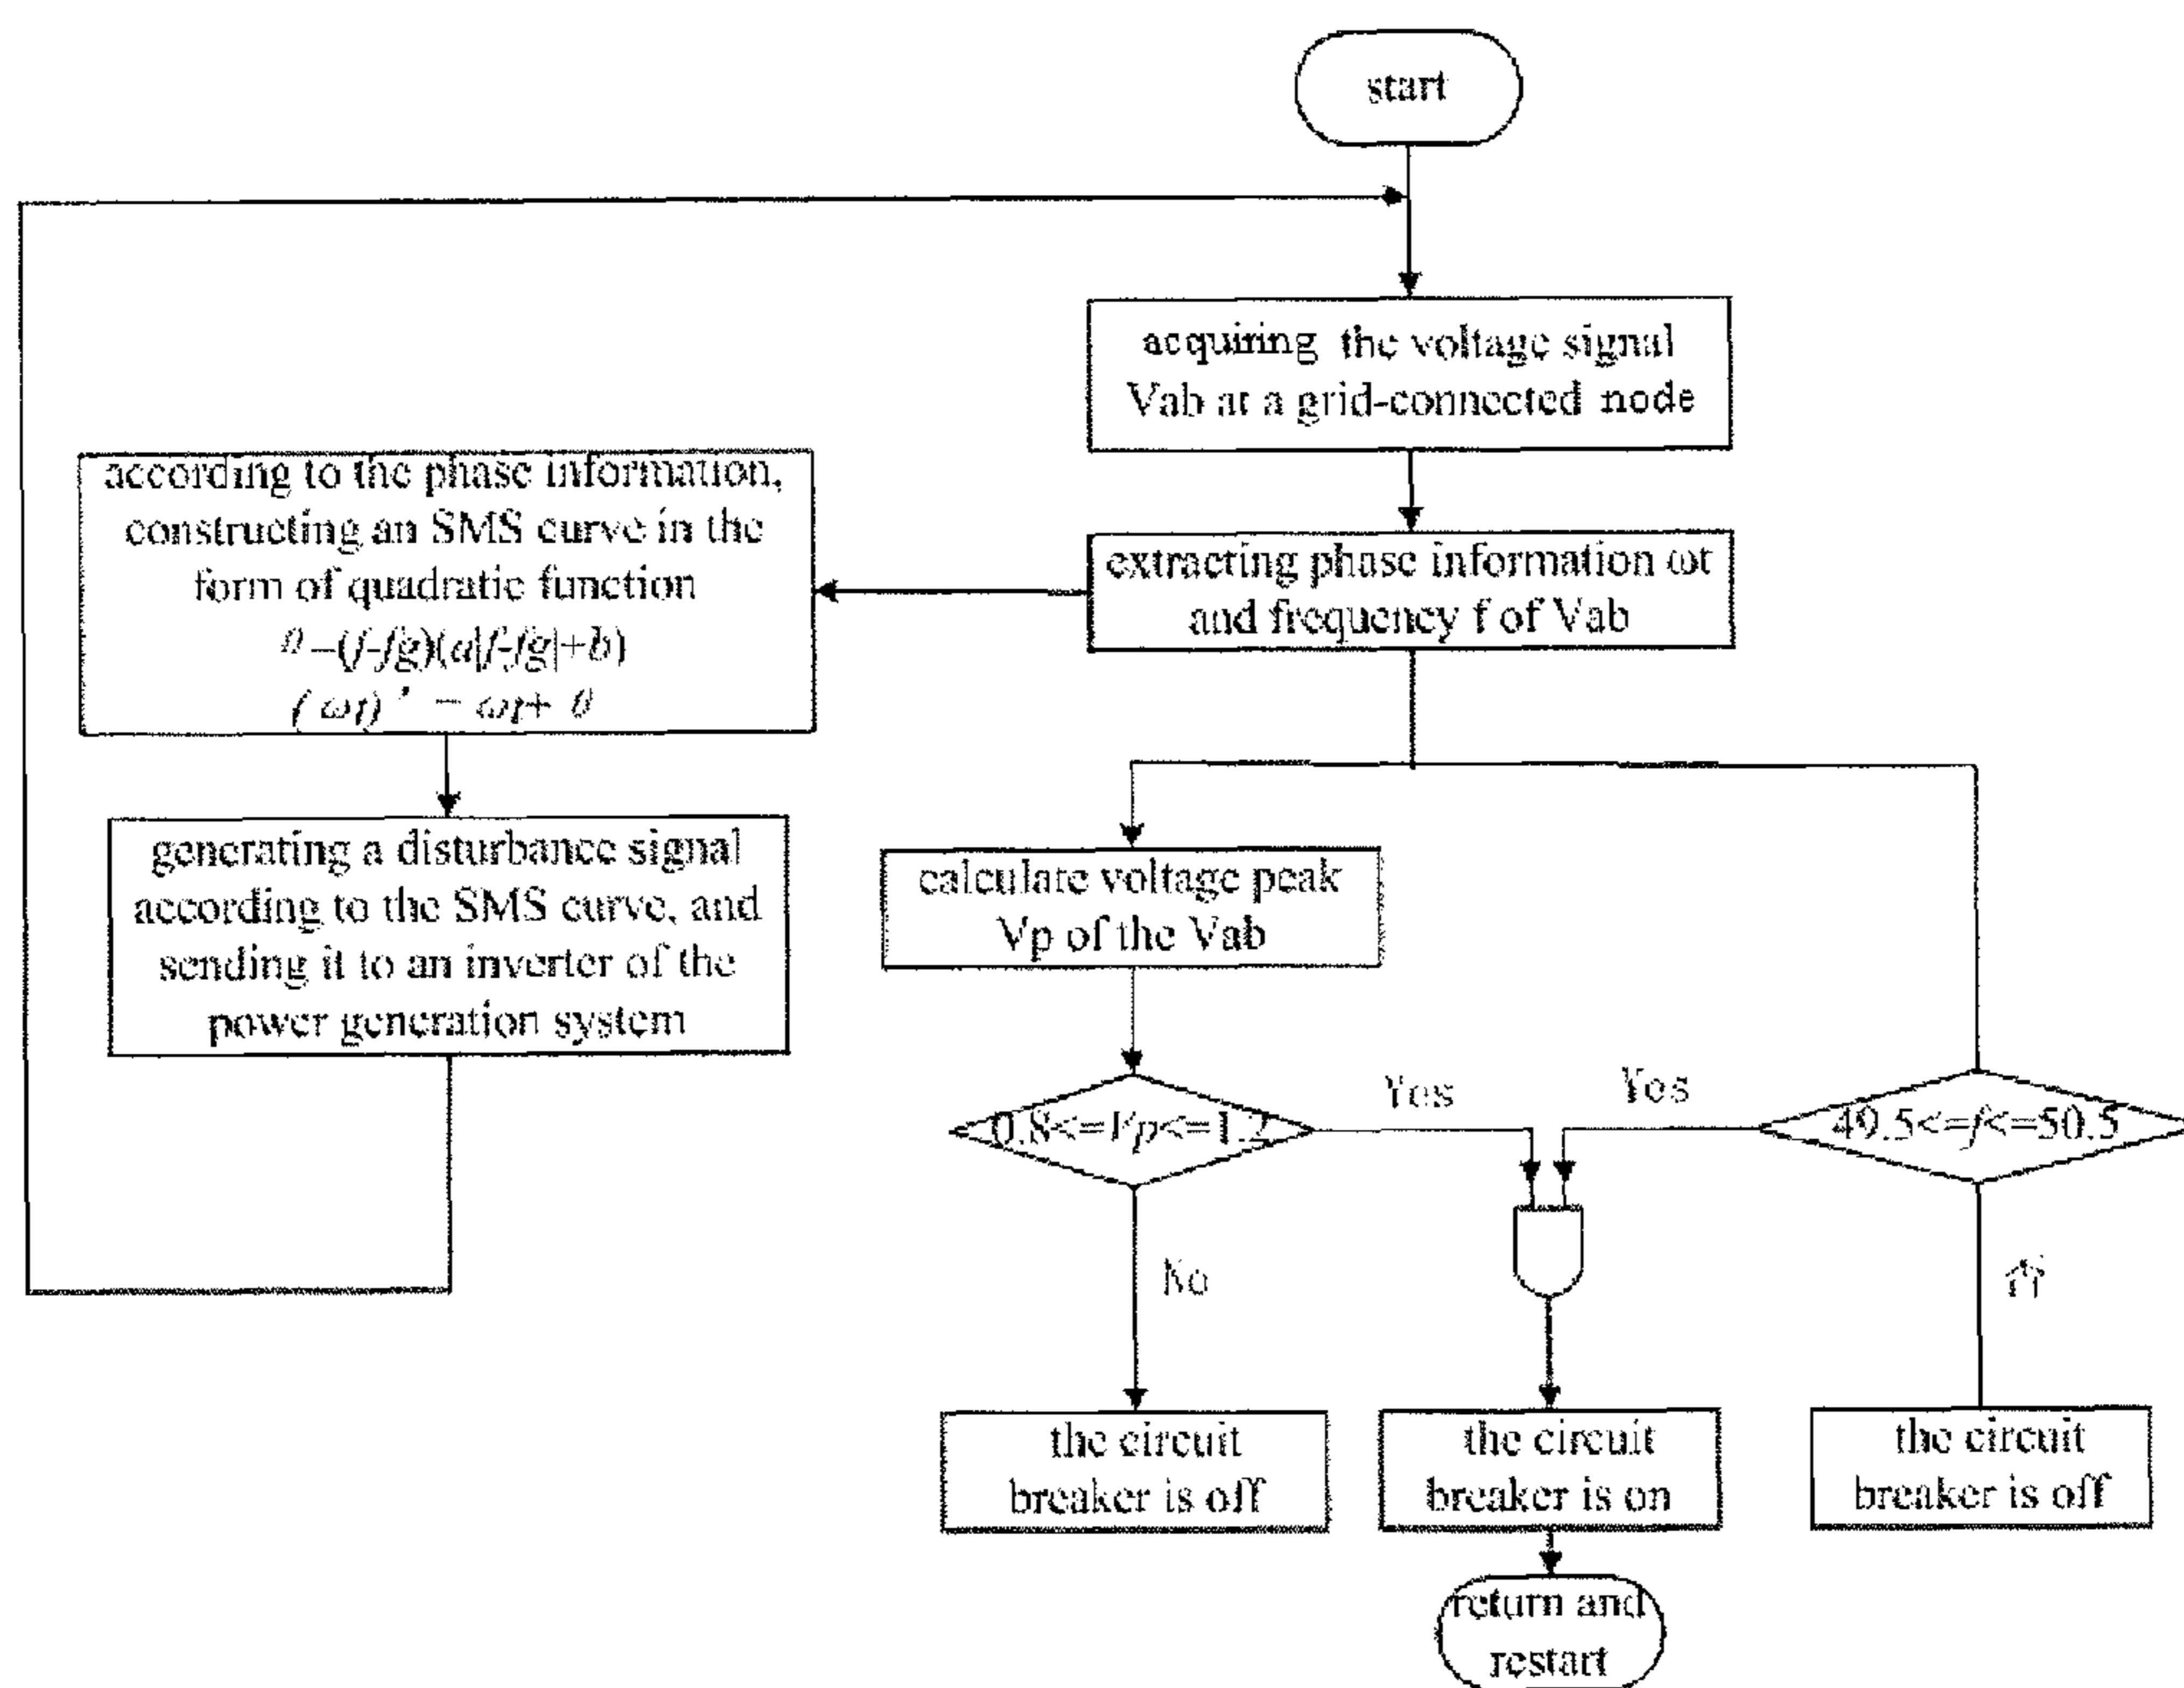 start
acquiring the voltage signal
Vab at a grid-connected node
according to the phase information,
constructing an SMS curve in the
form of quadratic function
θ=(f-fg)(a|f-fg|+b)
(ωt)' = ωt+ θ
extracting phase information ωt
and frequency f of Vab
generating a disturbance signal
according to the SMS curve, and
sending it to an inverter of the
power generation system
calculate voltage peak
Vp of the Vab
0.8<=Vp<=1.2
Yes
Yes
49.5<=f<=50.5
No
the circuit
breaker is off
the circuit
breaker is on
the circuit
breaker is off
return and
restart